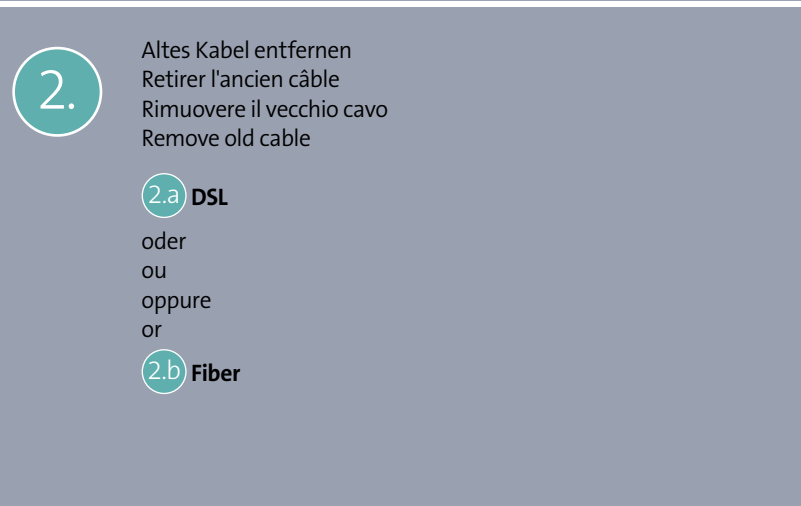 2.
Altes Kabel entfernen
Retirer l'ancien câble
Rimuovere il vecchio cavo
Remove old cable
2.a DSL
oder
ou
oppure
or
2.b Fiber